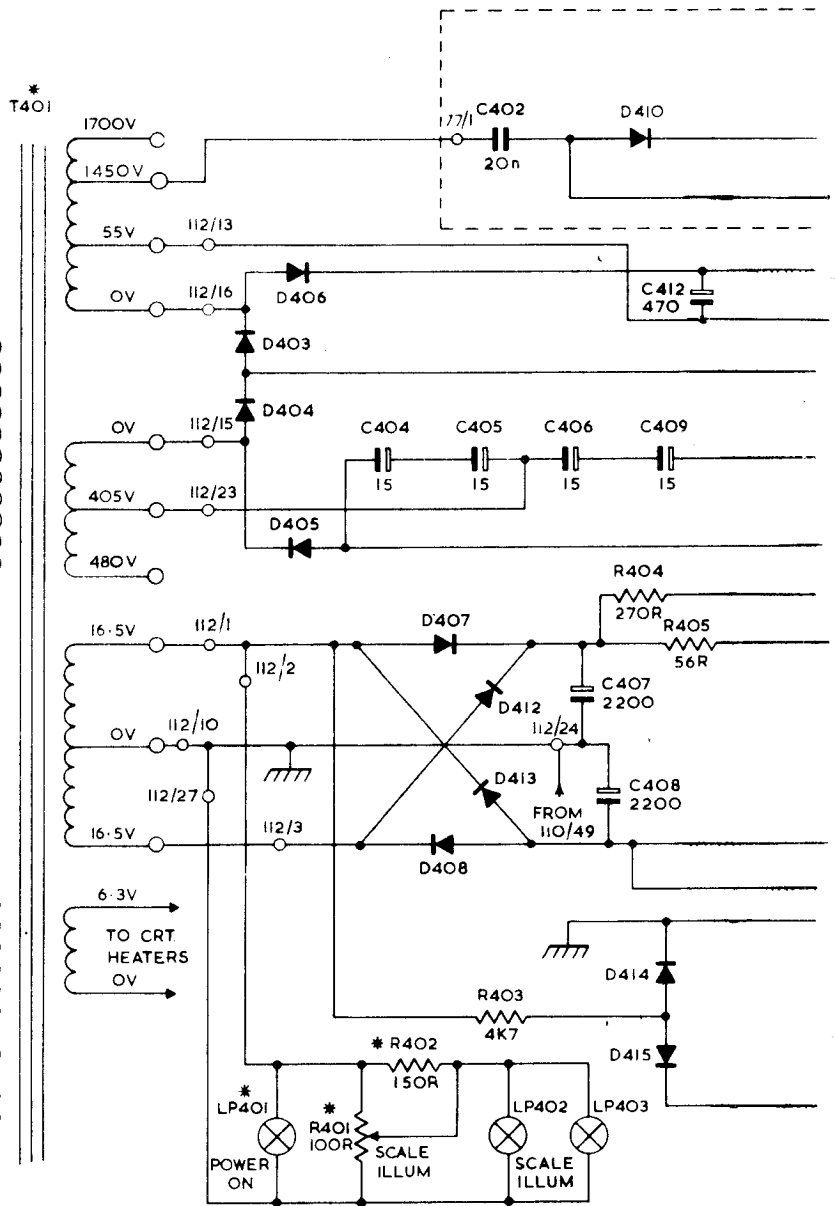 *
T401
1700V
1450V
55V
0V
112/13
112/16
77/1
C402
20n
D410
D406
C412
470
D403
D404
0V
112/15
405V
112/23
480V
C404
15
C405
15
C406
15
C409
15
D405
16.5V
112/1
112/2
D407
R404
270R
R405
56R
D412
C407
2200
0V
112/10
112/24
112/27
D413
FROM
110/49
C408
2200
16.5V
112/3
D408
6.3V
TO CRT.
HEATERS
0V
D414
R403
4K7
D415
* R402
150R
*
LP401
POWER
ON
*
R401
100R
SCALE
ILLUM
LP402
LP403
SCALE
ILLUM